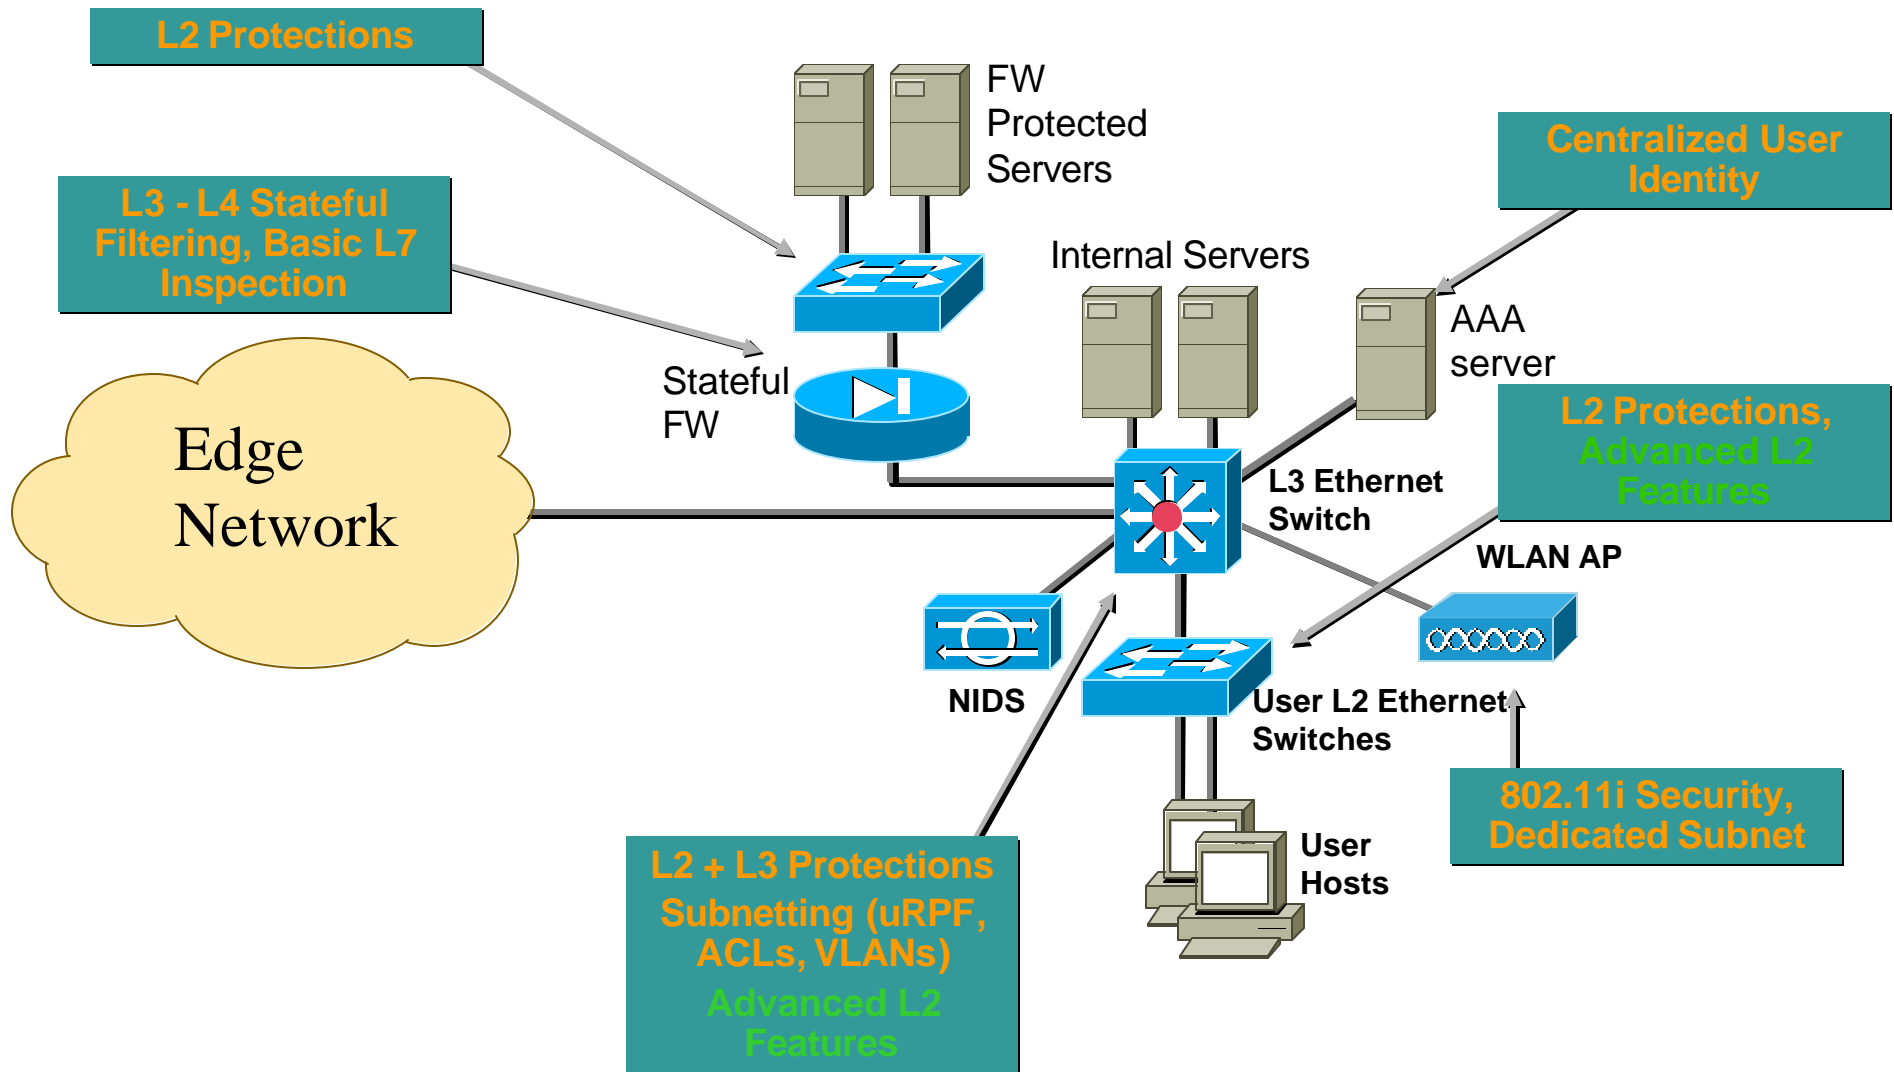 L2 Protections
FW
Protected
Servers
Centralized User
Identity
L3 - L4 Stateful
Filtering, Basic L7
Inspection
Internal Servers
AAA
server
Stateful
FW
Edge
Network
L2 Protections,
Advanced L2
Features
L3 Ethernet
Switch
WLAN AP
NIDS
User L2 Ethernet
Switches
802.11i Security,
Dedicated Subnet
User
Hosts
L2 + L3 Protections
Subnetting (uRPF,
ACLs, VLANs)
Advanced L2
Features